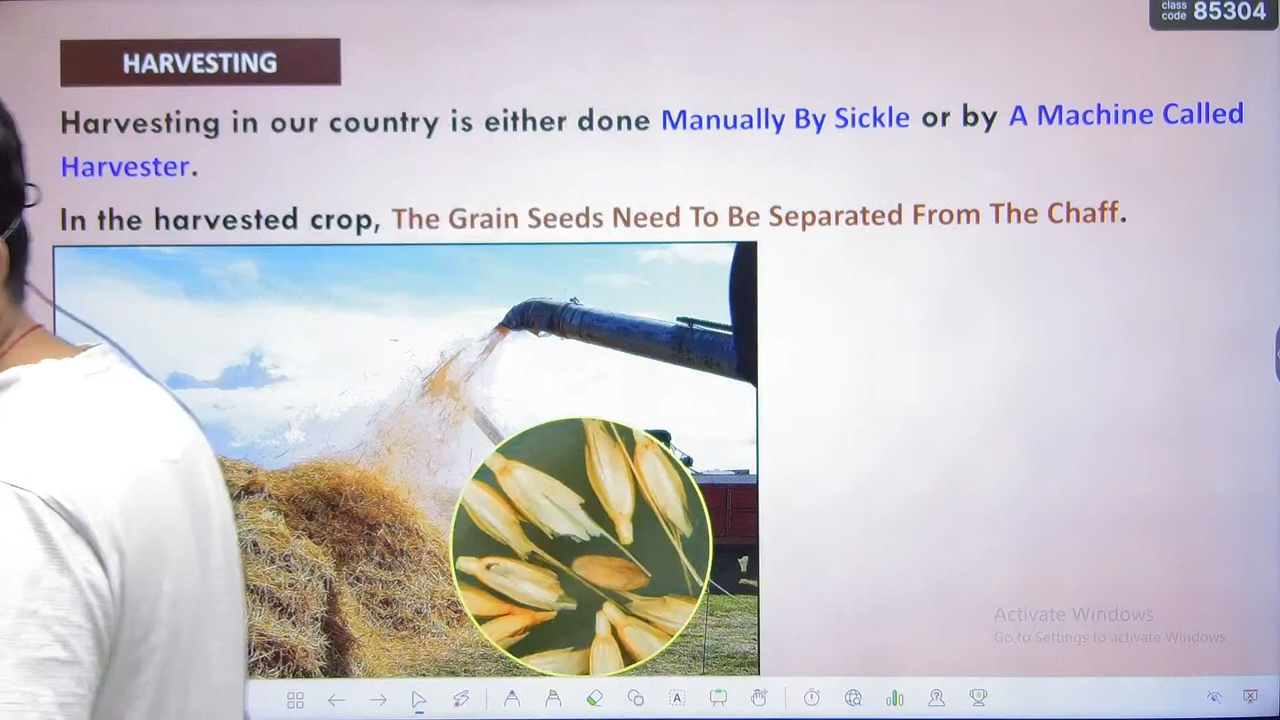 class
code 85304
HARVESTING
Harvesting in our country is either done Manually By Sickle or by A Machine Called
Harvester.
In the harvested crop, The Grain Seeds Need To Be Separated From The Chaff.
Activate Windows
Go to Settings to activate Windows.